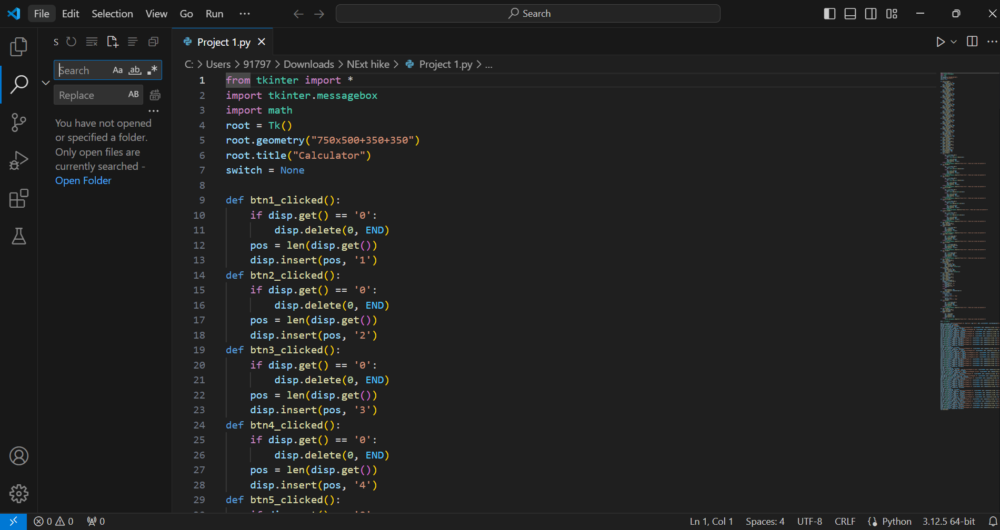 File Edit Selection View Go Run ··· Search
S
Project 1.py
Search Aa ab .*
Replace AB
···
You have not opened
or specified a folder.
Only open files are
currently searched -
Open Folder
C: > Users > 91797 > Downloads > NExt hike > Project 1.py > ...
1 from tkinter import *
2 import tkinter.messagebox
3 import math
4 root = Tk()
5 root.geometry("750x500+350+350")
6 root.title("Calculator")
7 switch = None
8
9 def btn1_clicked():
10     if disp.get() == '0':
11         disp.delete(0, END)
12     pos = len(disp.get())
13     disp.insert(pos, '1')
14 def btn2_clicked():
15     if disp.get() == '0':
16         disp.delete(0, END)
17     pos = len(disp.get())
18     disp.insert(pos, '2')
19 def btn3_clicked():
20     if disp.get() == '0':
21         disp.delete(0, END)
22     pos = len(disp.get())
23     disp.insert(pos, '3')
24 def btn4_clicked():
25     if disp.get() == '0':
26         disp.delete(0, END)
27     pos = len(disp.get())
28     disp.insert(pos, '4')
29 def btn5_clicked():
0 0 0 Ln 1, Col 1 Spaces: 4 UTF-8 CRLF Python 3.12.5 64-bit